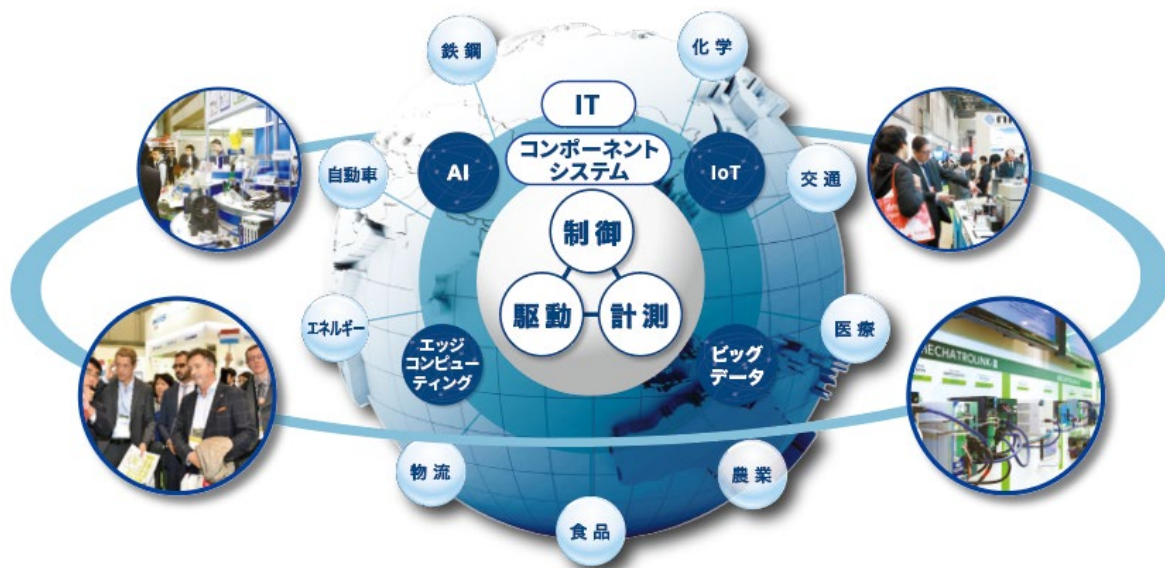 鉄鋼
化学
IT
コンポーネント
システム
AI
IoT
自動車
交通
制御
駆動
計測
エネルギー
医療
エッジ
コンピュー
ティング
ビッグ
データ
物流
農業
食品
MECHATROLINK-III